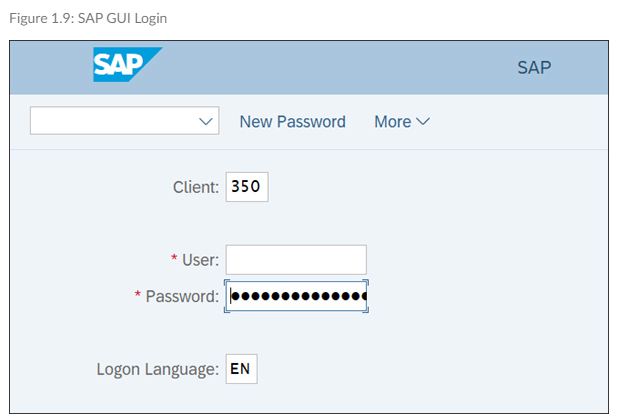 Figure 1.9: SAP GUI Login
SAP SAP
New Password More
Client: 350
* User:
* Password: ●●●●●●●●●●●●●●
Logon Language: EN